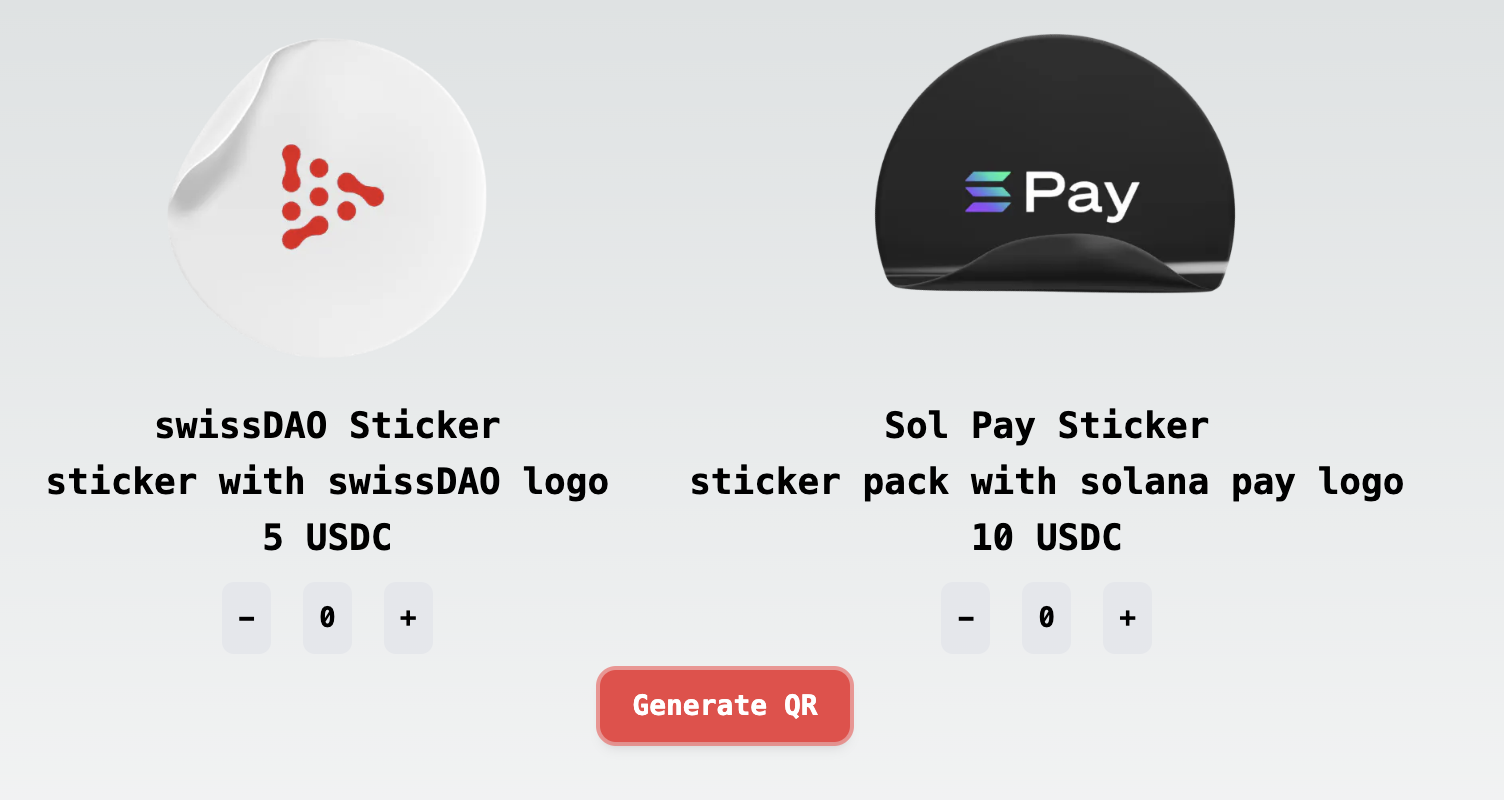 Pay
swissDAO Sticker
sticker with swissDAO logo
5 USDC
- 0 +
Sol Pay Sticker
sticker pack with solana pay logo
10 USDC
- 0 +
Generate QR